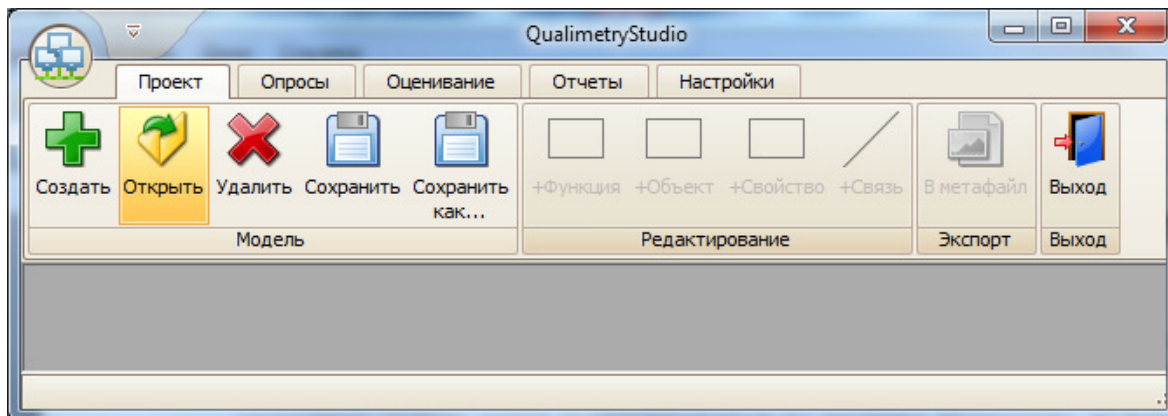 QualimetryStudio
Проект Опросы Оценивание Отчеты Настройки
Создать Открыть Удалить Сохранить Сохранить как... +Функция +Объект +Свойство +Связь В метафайл Выход
Модель Редактирование Экспорт Выход